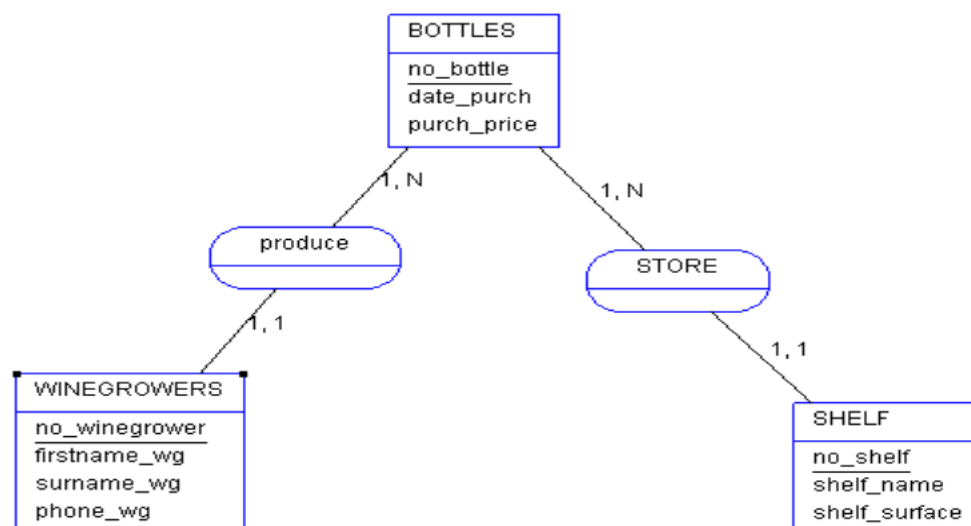 BOTTLES
no_bottle
date_purch
purch_price
1, N
1, N
produce
STORE
1, 1
1, 1
WINEGROWERS
no_winegrower
firstname_wg
surname_wg
phone_wg
SHELF
no_shelf
shelf_name
shelf_surface